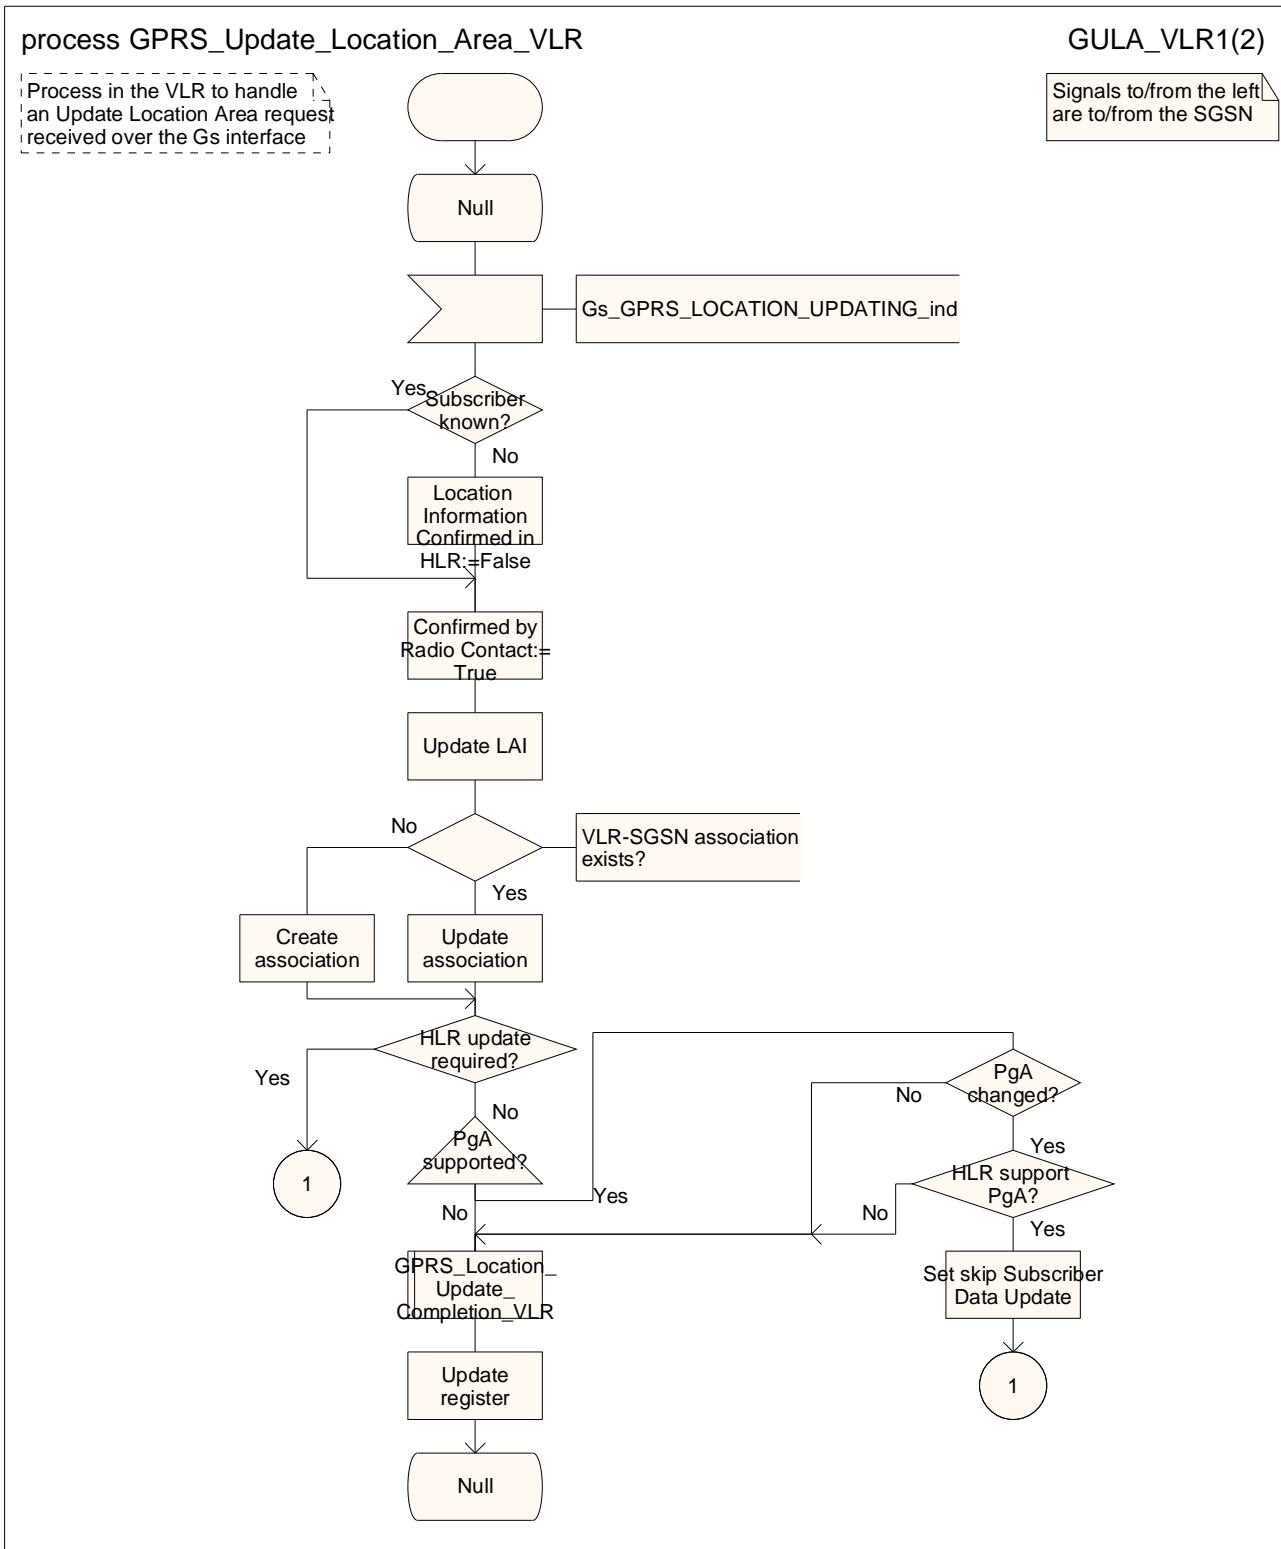 process GPRS_Update_Location_Area_VLR
GULA_VLR1(2)
Process in the VLR to handle
an Update Location Area request
received over the Gs interface
Signals to/from the left
are to/from the SGSN
Null
Gs_GPRS_LOCATION_UPDATING_ind
Yes
Subscriber
known?
No
Location
Information
Confirmed in
HLR:=False
Confirmed by
Radio Contact:=
True
Update LAI
No
VLR-SGSN association
exists?
Yes
Create
association
Update
association
HLR update
required?
Yes
No
1
PgA
supported?
Yes
No
PgA
changed?
No
Yes
HLR support
PgA?
No
Yes
Set skip Subscriber
Data Update
1
GPRS_Location_
Update_
Completion_VLR
Update
register
Null